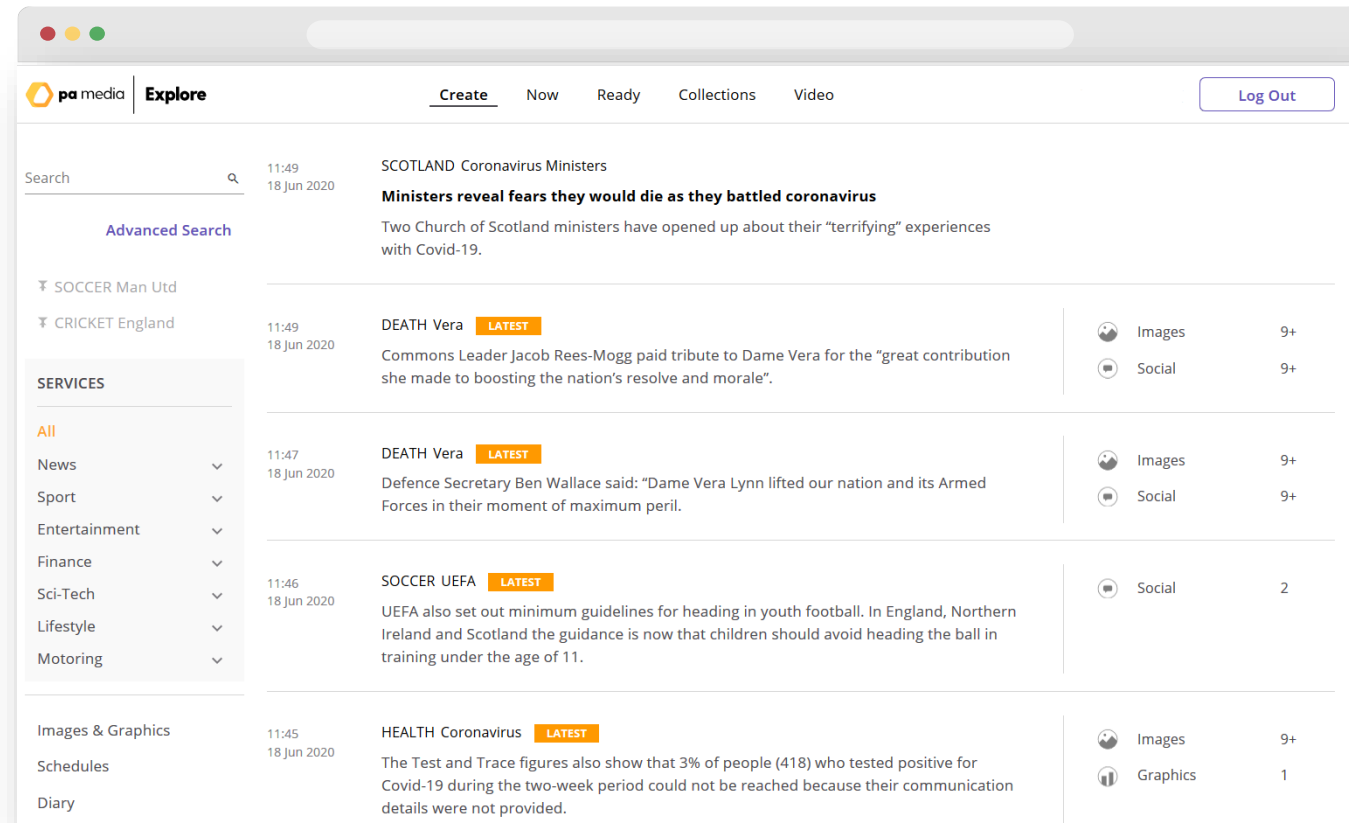 pa media Explore
Create Now Ready Collections Video
Log Out
Search
Advanced Search
SOCCER Man Utd
CRICKET England
SERVICES
All
News
Sport
Entertainment
Finance
Sci-Tech
Lifestyle
Motoring
Images & Graphics
Schedules
Diary
11:49
18 Jun 2020
SCOTLAND Coronavirus Ministers
Ministers reveal fears they would die as they battled coronavirus
Two Church of Scotland ministers have opened up about their “terrifying” experiences
with Covid-19.
11:49
18 Jun 2020
DEATH Vera LATEST
Commons Leader Jacob Rees-Mogg paid tribute to Dame Vera for the “great contribution
she made to boosting the nation’s resolve and morale”.
Images 9+
Social 9+
11:47
18 Jun 2020
DEATH Vera LATEST
Defence Secretary Ben Wallace said: “Dame Vera Lynn lifted our nation and its Armed
Forces in their moment of maximum peril.
Images 9+
Social 9+
11:46
18 Jun 2020
SOCCER UEFA LATEST
UEFA also set out minimum guidelines for heading in youth football. In England, Northern
Ireland and Scotland the guidance is now that children should avoid heading the ball in
training under the age of 11.
Social 2
11:45
18 Jun 2020
HEALTH Coronavirus LATEST
The Test and Trace figures also show that 3% of people (418) who tested positive for
Covid-19 during the two-week period could not be reached because their communication
details were not provided.
Images 9+
Graphics 1